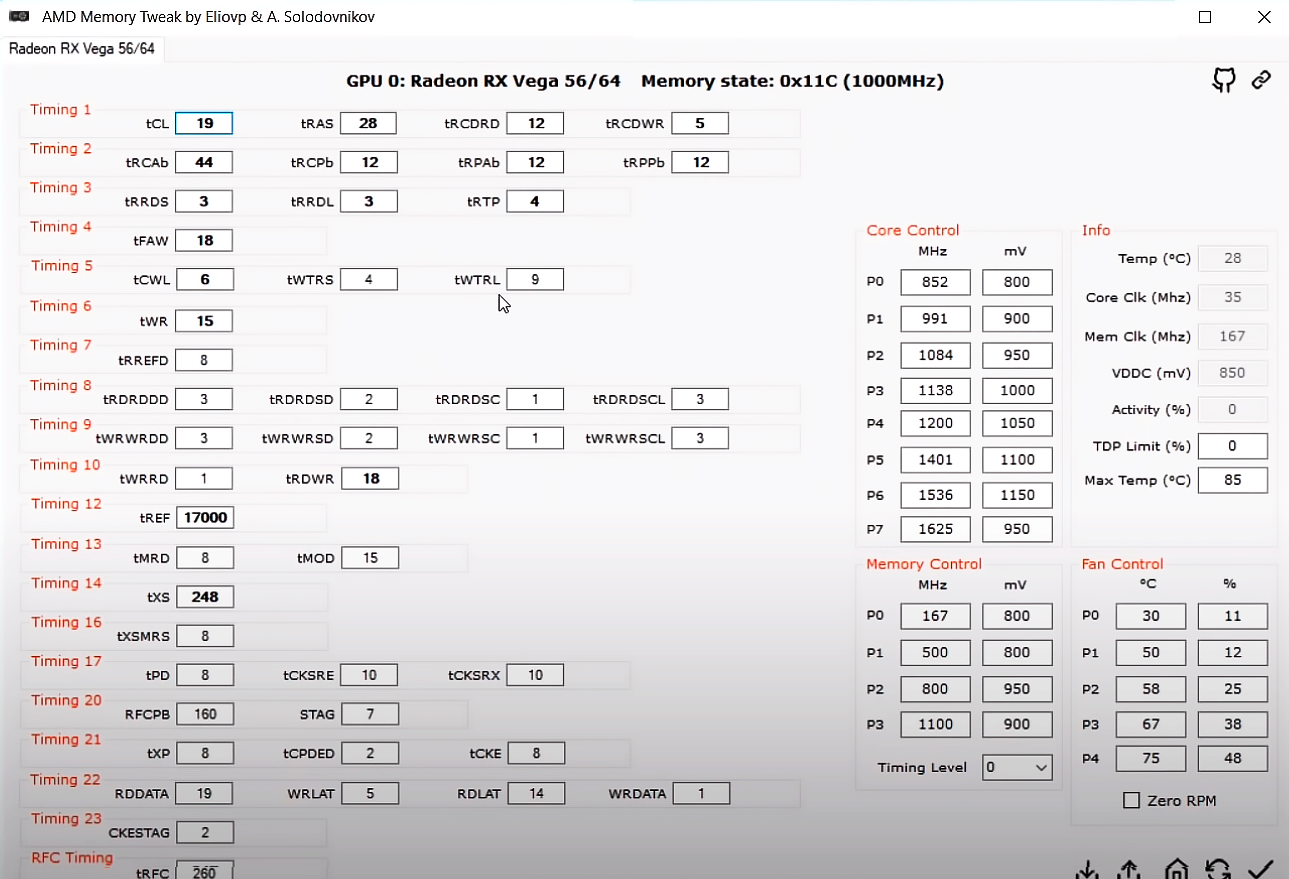 AMD Memory Tweak by Eliovp & A. Solodovnikov
Radeon RX Vega 56/64
GPU 0: Radeon RX Vega 56/64 Memory state: 0x11C (1000MHz)
Timing 1
tCL 19 tRAS 28 tRCDRD 12 tRCDWR 5
Timing 2
tRCAb 44 tRCPb 12 tRPAb 12 tRPPb 12
Timing 3
tRRDS 3 tRRDL 3 tRTP 4
Timing 4
tFAW 18
Timing 5
tCWL 6 tWTRS 4 tWTRL 9
Timing 6
tWR 15
Timing 7
tRREFD 8
Timing 8
tRDRDDD 3 tRDRDSD 2 tRDRDSC 1 tRDRDSCL 3
Timing 9
tWRWRDD 3 tWRWRSD 2 tWRWRSC 1 tWRWRSCL 3
Timing 10
tWRRD 1 tRDWR 18
Timing 12
tREF 17000
Timing 13
tMRD 8 tMOD 15
Timing 14
tXS 248
Timing 16
tXSMRS 8
Timing 17
tPD 8 tCKSRE 10 tCKSRX 10
Timing 20
RFCPB 160 STAG 7
Timing 21
tXP 8 tCPDED 2 tCKE 8
Timing 22
RDDATA 19 WRLAT 5 RDLAT 14 WRDATA 1
Timing 23
CKESTAG 2
RFC Timing
tRFC 260
Core Control
MHz mV
P0 852 800
P1 991 900
P2 1084 950
P3 1138 1000
P4 1200 1050
P5 1401 1100
P6 1536 1150
P7 1625 950
Info
Temp (ºC) 28
Core Clk (Mhz) 35
Mem Clk (Mhz) 167
VDDC (mV) 850
Activity (%) 0
TDP Limit (%) 0
Max Temp (ºC) 85
Memory Control
MHz mV
P0 167 800
P1 500 800
P2 800 950
P3 1100 900
Timing Level 0
Fan Control
ºC %
P0 30 11
P1 50 12
P2 58 25
P3 67 38
P4 75 48
Zero RPM